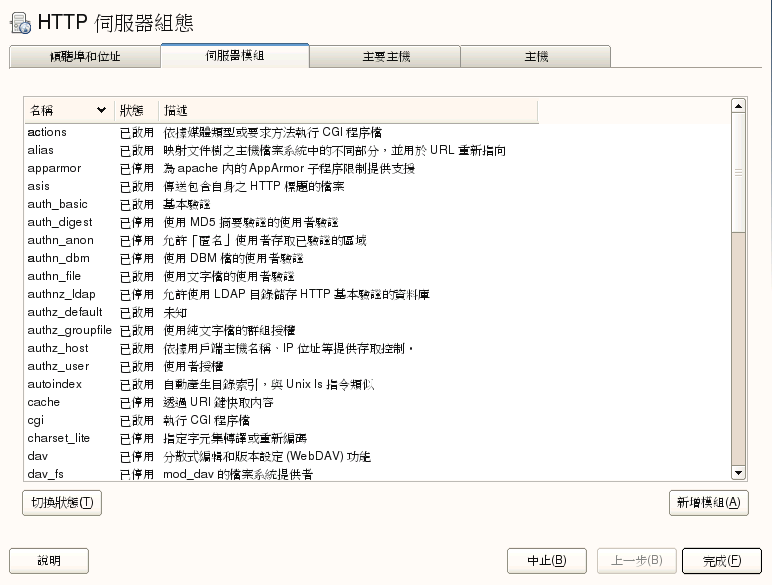 HTTP 伺服器組態
傾聽埠和位址 伺服器模組 主要主機 主機
名稱 狀態 描述
actions 已啟用 依據媒體類型或要求方法執行 CGI 程序檔
alias 已啟用 映射文件樹之主機檔案系統中的不同部分，並用於 URL 重新指向
apparmor 已停用 為 apache 內的 AppArmor 子程序限制提供支援
asis 已停用 傳送包含自身之 HTTP 標題的檔案
auth_basic 已啟用 基本驗證
auth_digest 已停用 使用 MD5 摘要驗證的使用者驗證
authn_anon 已停用 允許「匿名」使用者存取已驗證的區域
authn_dbm 已停用 使用 DBM 檔的使用者驗證
authn_file 已啟用 使用文字檔的使用者驗證
authnz_ldap 已停用 允許使用 LDAP 目錄儲存 HTTP 基本驗證的資料庫
authz_default 已啟用 未知
authz_groupfile 已啟用 使用純文字檔的群組授權
authz_host 已啟用 依據用戶端主機名稱、IP 位址等提供存取控制。
authz_user 已啟用 使用者授權
autoindex 已啟用 自動產生目錄索引，與 Unix ls 指令類似
cache 已停用 透過 URI 鍵快取內容
cgi 已啟用 執行 CGI 程序檔
charset_lite 已停用 指定字元集轉譯或重新編碼
dav 已停用 分散式編輯和版本設定 (WebDAV) 功能
dav_fs 已停用 mod_dav 的檔案系統提供者
切換狀態(T) 新增模組(A)
說明 中止(B) 上一步(B) 完成(F)